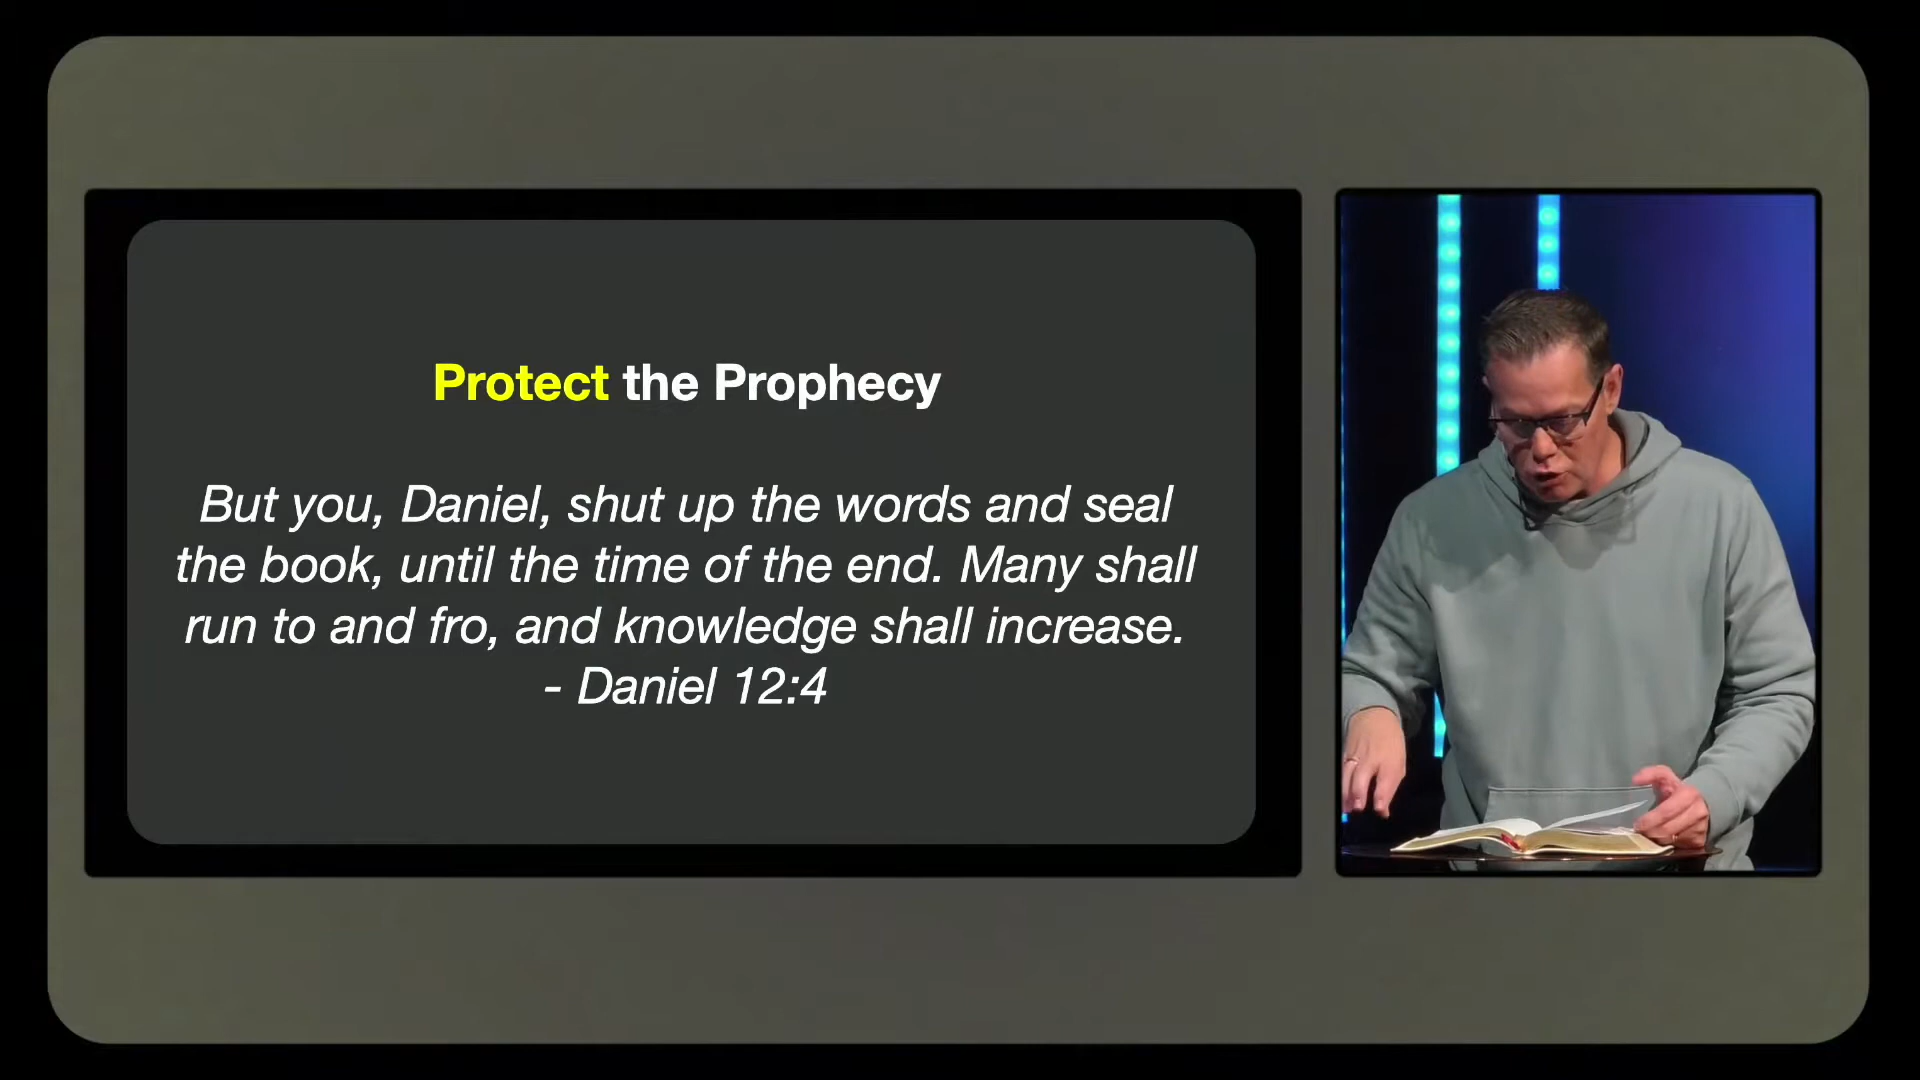 Protect the Prophecy
But you, Daniel, shut up the words and seal
the book, until the time of the end. Many shall
run to and fro, and knowledge shall increase.
- Daniel 12:4